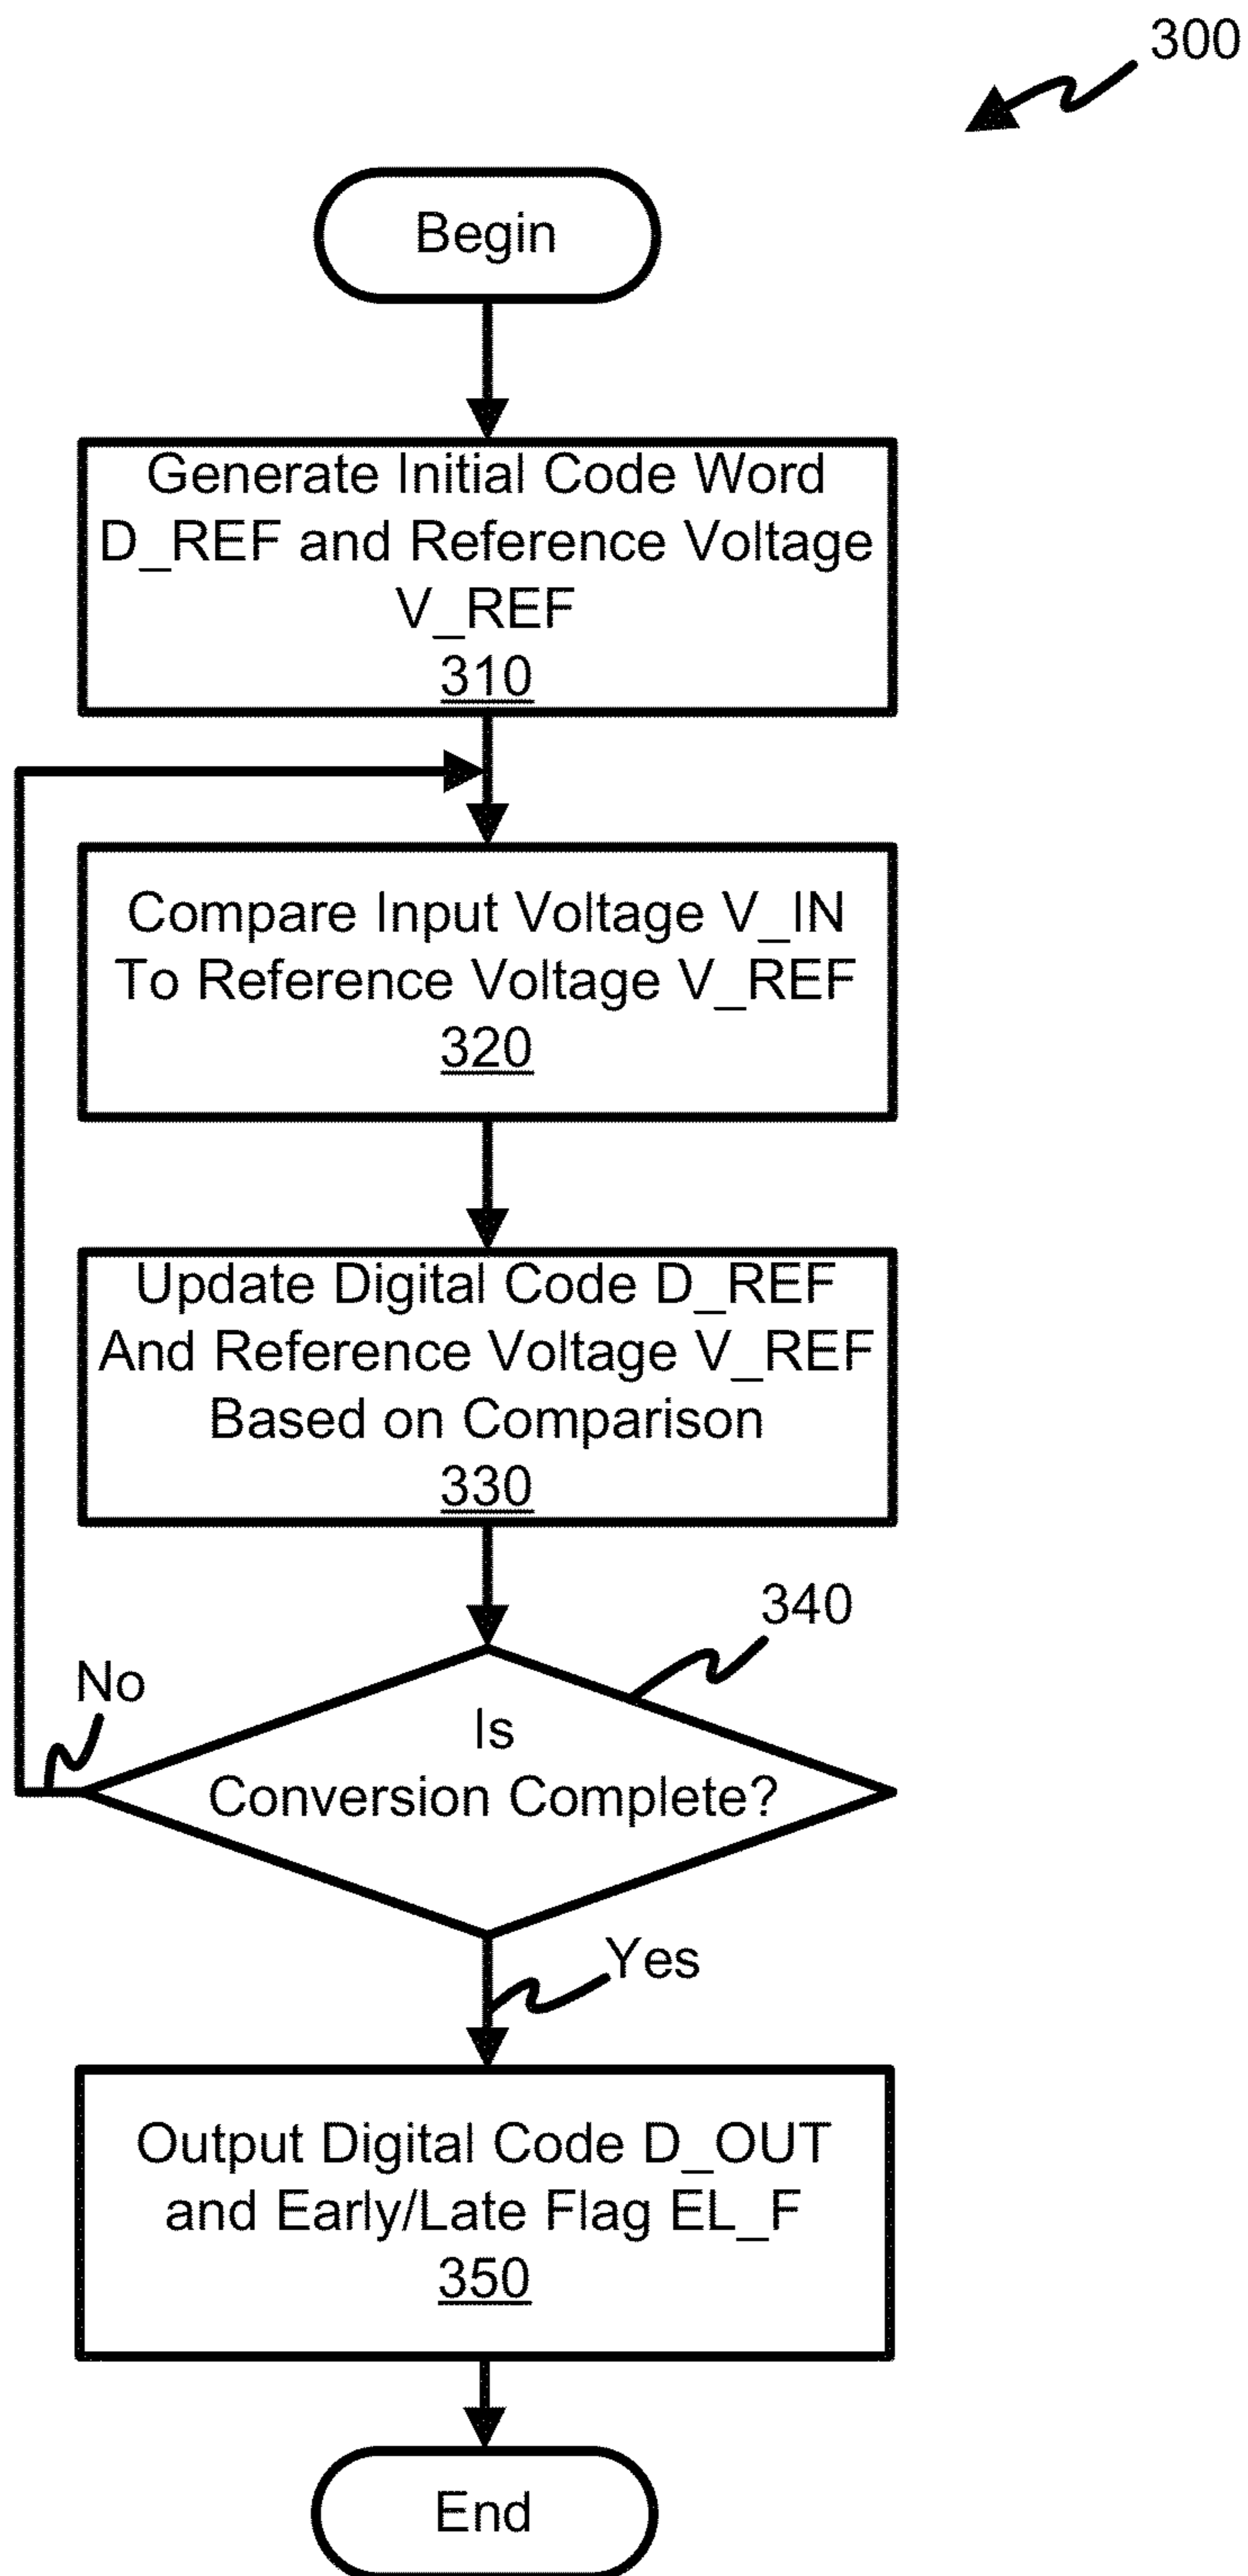 300
Begin
Generate Initial Code Word
D_REF and Reference Voltage
V_REF
310
Compare Input Voltage V_IN
To Reference Voltage V_REF
320
Update Digital Code D_REF
And Reference Voltage V_REF
Based on Comparison
330
340
No
Is
Conversion Complete?
Yes
Output Digital Code D_OUT
and Early/Late Flag EL_F
350
End